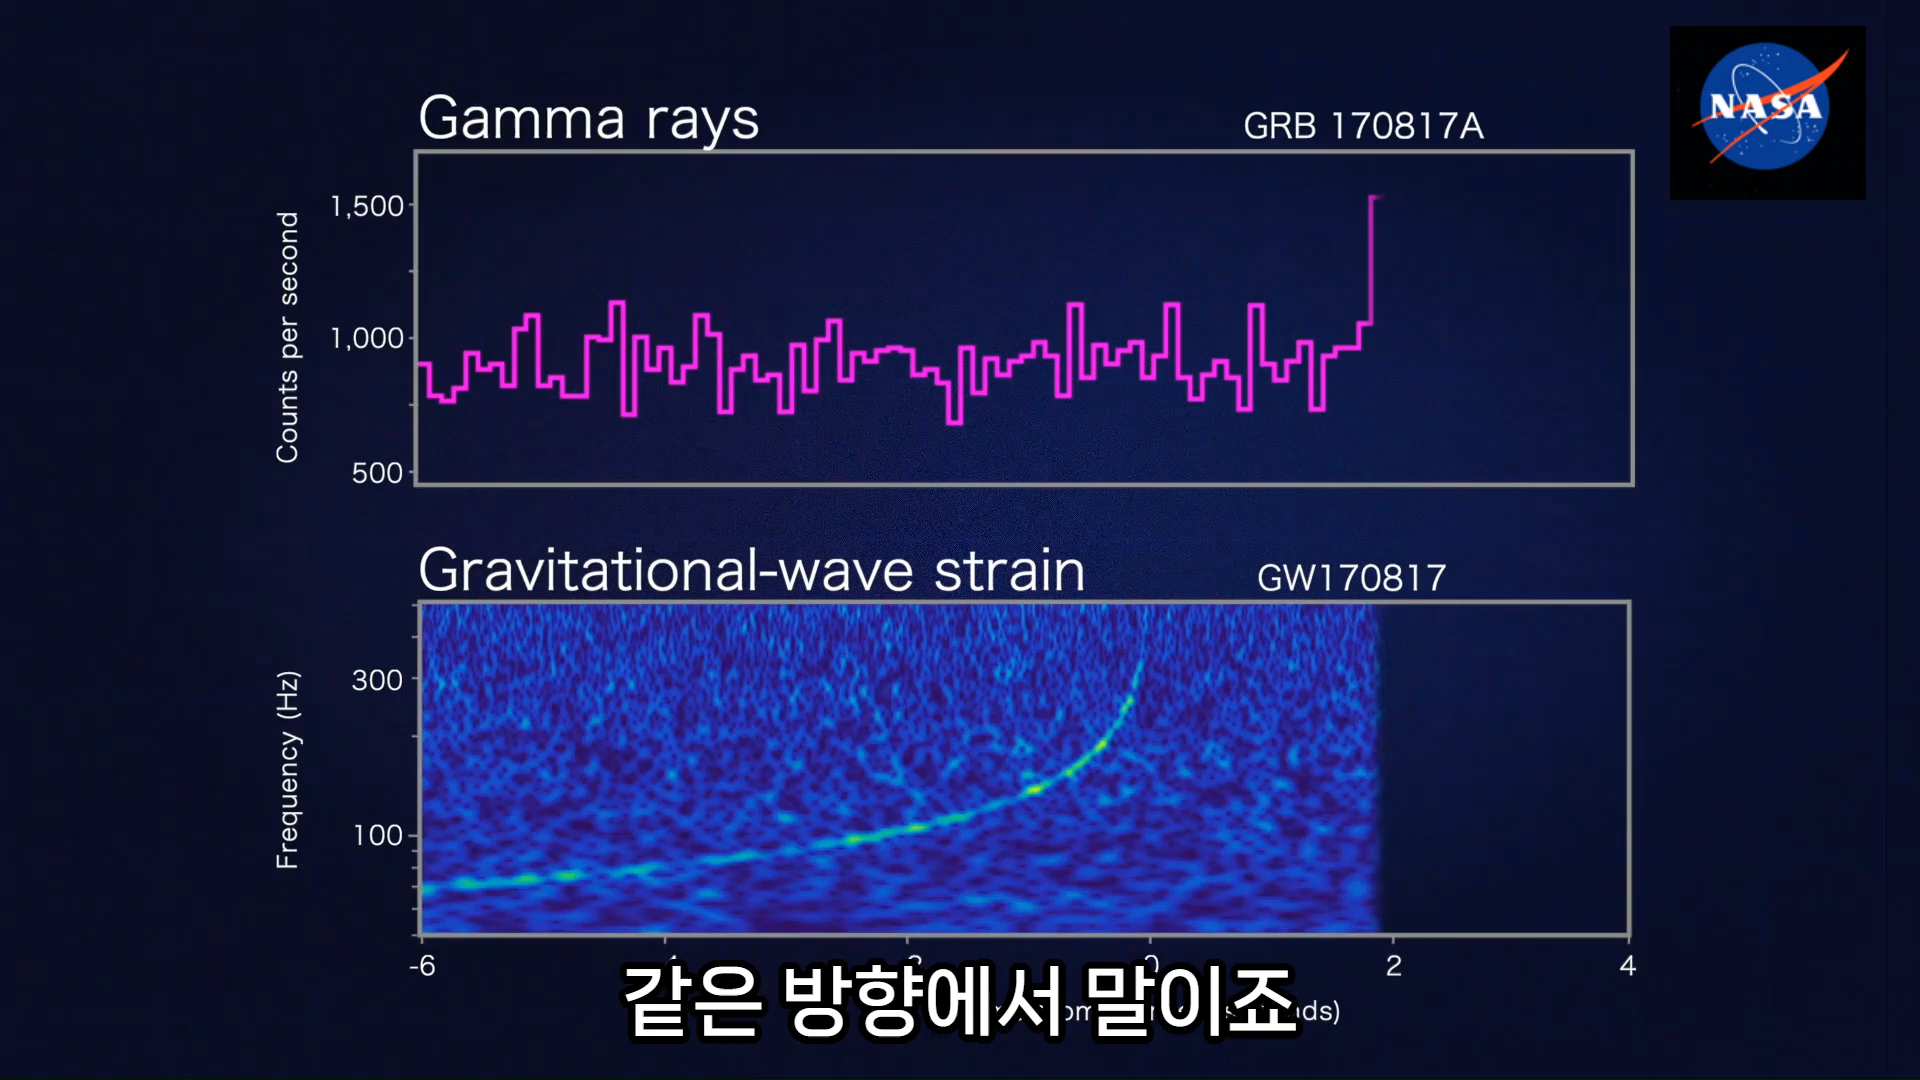 NASA
Gamma rays
GRB 170817A
1,500
1,000
500
Counts per second
Gravitational-wave strain
GW170817
300
100
Frequency (Hz)
-6
0
2
4
같은 방향에서 말이죠